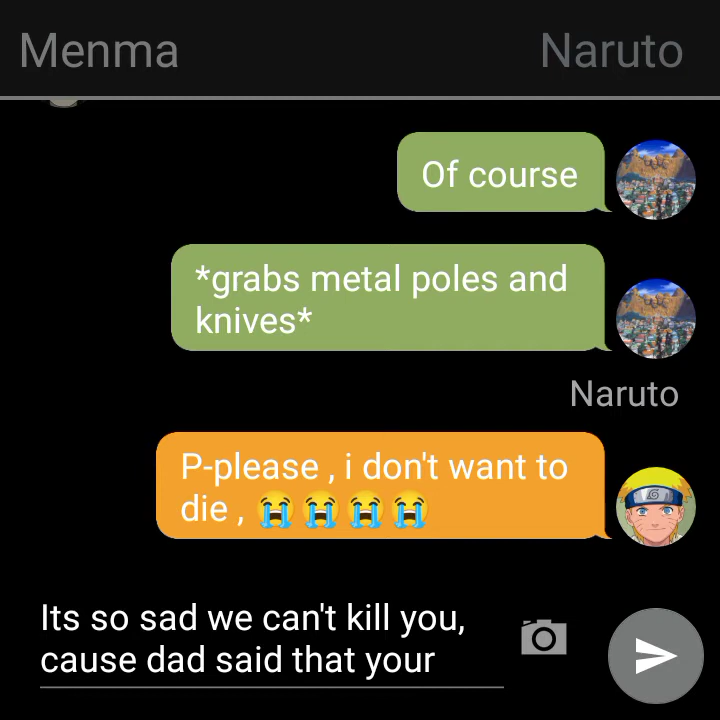 Menma
Naruto
Of course
*grabs metal poles and
knives*
Naruto
P-please , i don't want to
die , 😭😭😭😭
Its so sad we can't kill you,
cause dad said that your